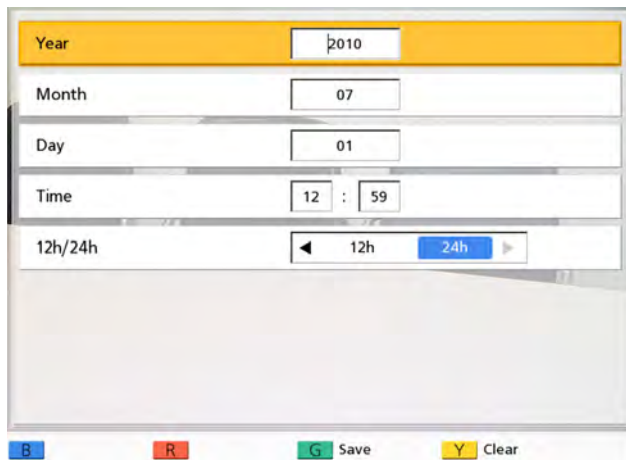 Year 2010
Month 07
Day 01
Time 12 : 59
12h/24h 12h 24h
B R G Save Y Clear